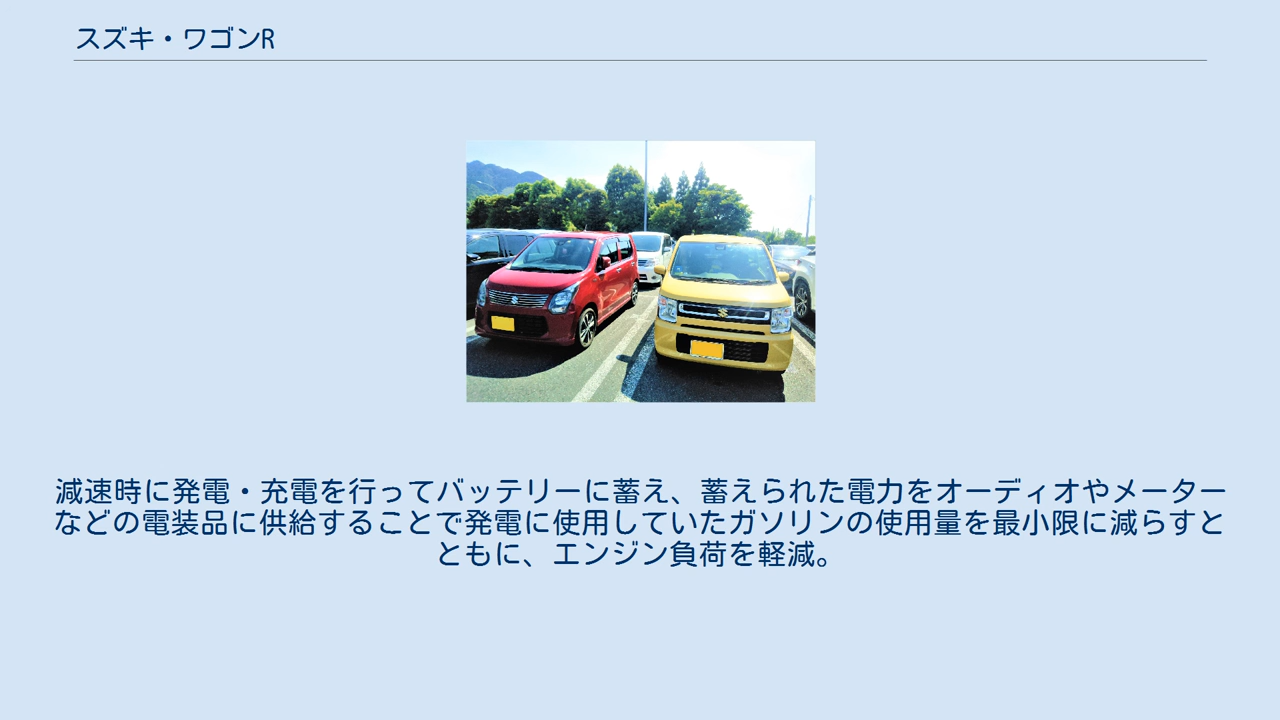 スズキ・ワゴンR
減速時に発電・充電を行ってバッテリーに蓄え、蓄えられた電力をオーディオやメーター
などの電装品に供給することで発電に使用していたガソリンの使用量を最小限に減らすと
ともに、エンジン負荷を軽減。